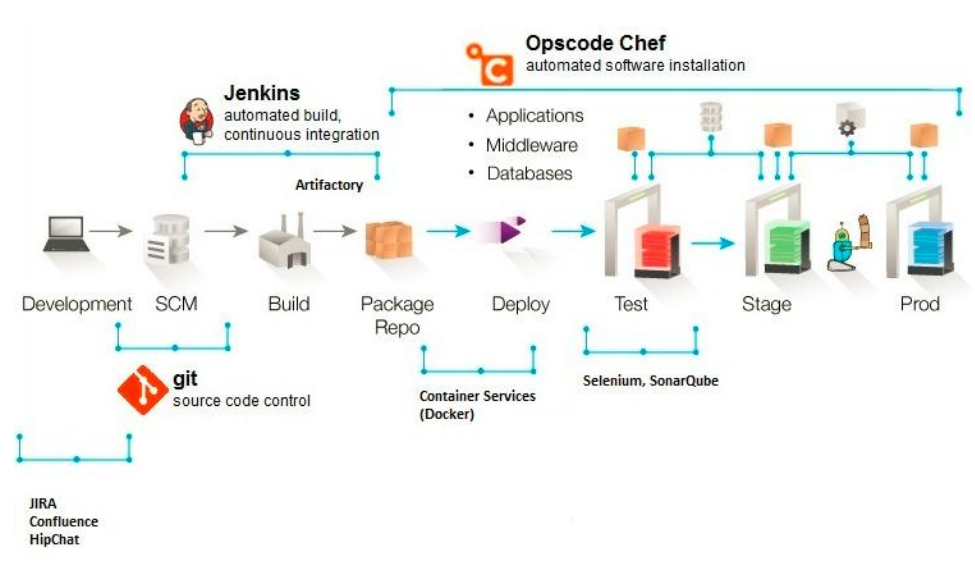 Opscode Chef
automated software installation
Jenkins
automated build,
continuous integration
• Applications
• Middleware
• Databases
Artifactory
Development
SCM
Build
Package
Repo
Deploy
Test
Stage
Prod
git
source code control
Container Services
(Docker)
Selenium, SonarQube
JIRA
Confluence
HipChat